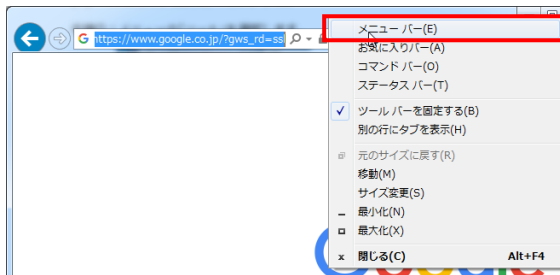 https://www.google.co.jp/?gws_rd=ssl
メニュー バー(E)
お気に入りバー(A)
コマンド バー(O)
ステータス バー(T)
ツール バーを固定する(B)
別の行にタブを表示(H)
元のサイズに戻す(R)
移動(M)
サイズ変更(S)
最小化(N)
最大化(X)
閉じる(C) Alt+F4